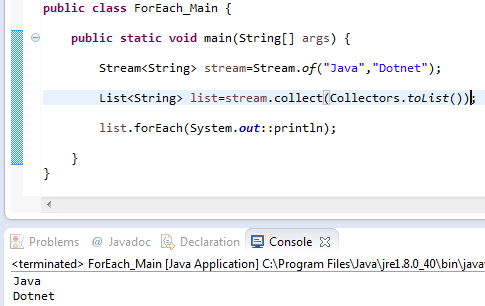 public class ForEach_Main {
public static void main(String[] args) {
Stream<String> stream=Stream.of("Java","Dotnet");
List<String> list=stream.collect(Collectors.toList());
list.forEach(System.out::println);
}
}
Problems @ Javadoc Declaration Console
<terminated> ForEach_Main [Java Application] C:\Program Files\Java\jre1.8.0_40\bin\java
Java
Dotnet